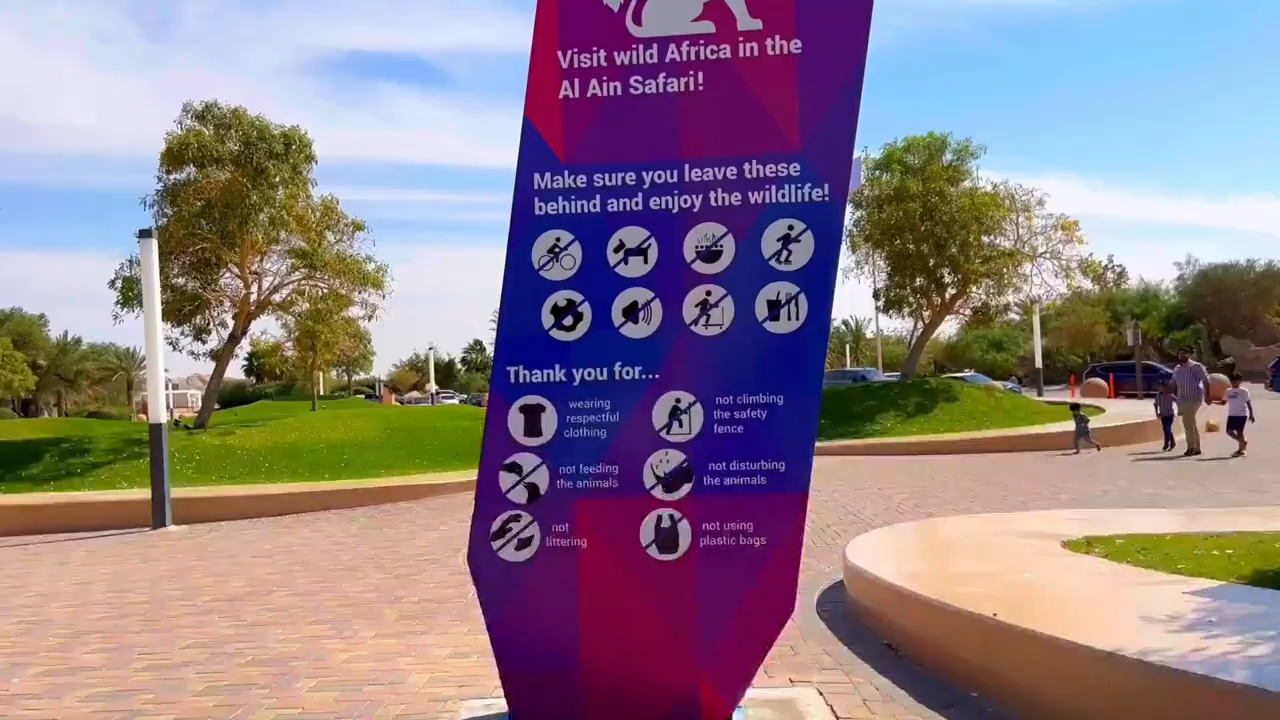 Visit wild Africa in the
Al Ain Safari!
Make sure you leave these
behind and enjoy the wildlife!
Thank you for...
wearing
respectful
clothing
not climbing
the safety
fence
not feeding
the animals
not disturbing
the animals
not
littering
not using
plastic bags